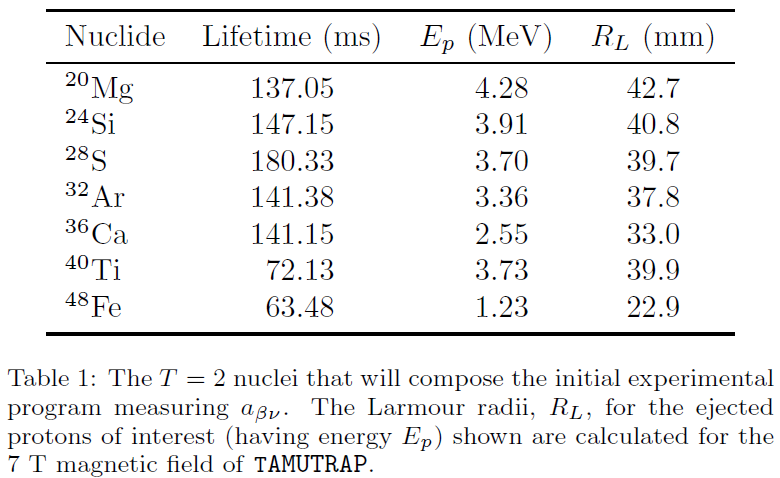 Nuclide Lifetime (ms) E_p (MeV) R_L (mm)
²⁰Mg 137.05 4.28 42.7
²⁴Si 147.15 3.91 40.8
²⁸S 180.33 3.70 39.7
³²Ar 141.38 3.36 37.8
³⁶Ca 141.15 2.55 33.0
⁴⁰Ti 72.13 3.73 39.9
⁴⁸Fe 63.48 1.23 22.9
Table 1: The T = 2 nuclei that will compose the initial experimental
program measuring a_βν. The Larmour radii, R_L, for the ejected
protons of interest (having energy E_p) shown are calculated for the
7 T magnetic field of TAMUTRAP.